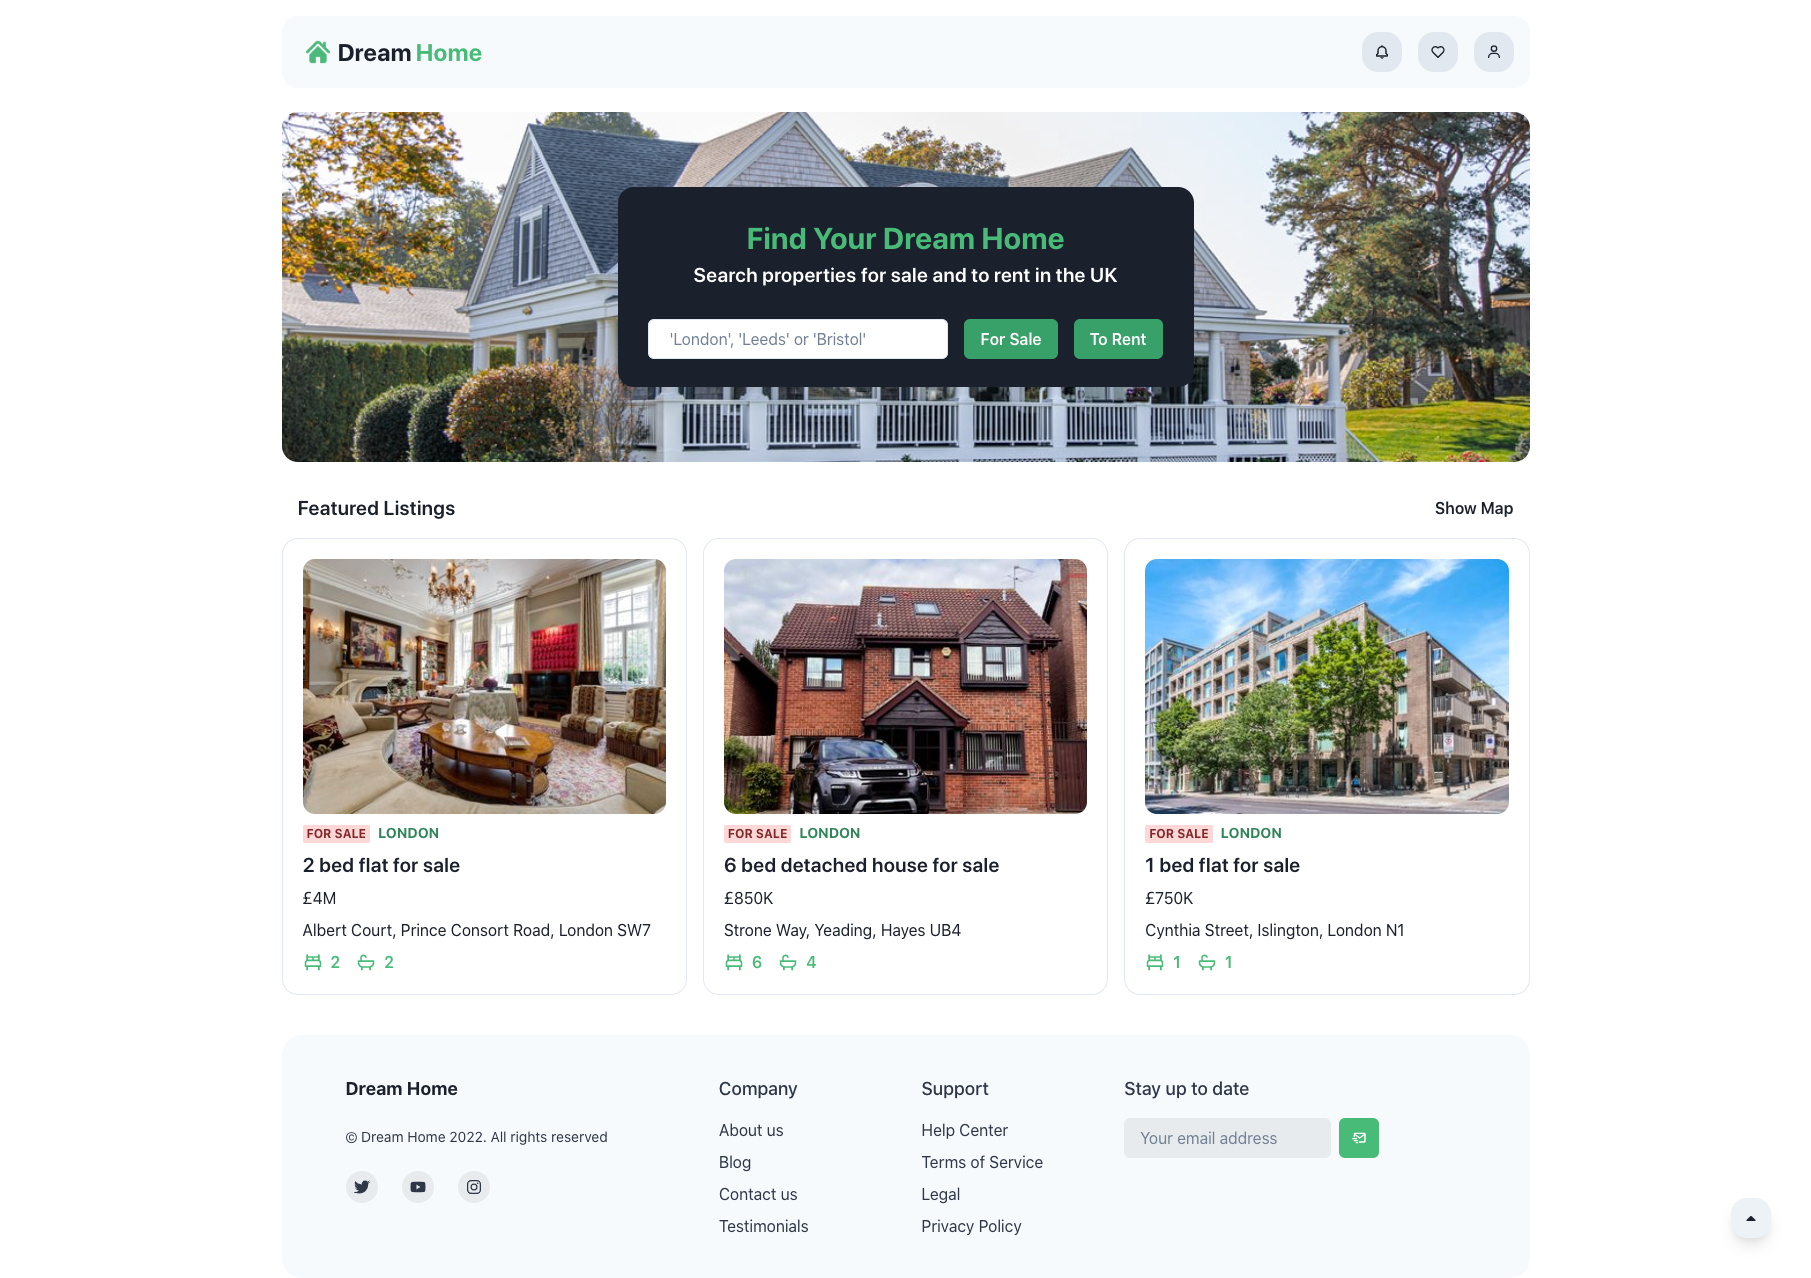 Dream Home
Find Your Dream Home
Search properties for sale and to rent in the UK
'London', 'Leeds' or 'Bristol'
For Sale
To Rent
Featured Listings
Show Map
FOR SALE LONDON
2 bed flat for sale
£4M
Albert Court, Prince Consort Road, London SW7
2 2
FOR SALE LONDON
6 bed detached house for sale
£850K
Strone Way, Yeading, Hayes UB4
6 4
FOR SALE LONDON
1 bed flat for sale
£750K
Cynthia Street, Islington, London N1
1 1
Dream Home
© Dream Home 2022. All rights reserved
Company
About us
Blog
Contact us
Testimonials
Support
Help Center
Terms of Service
Legal
Privacy Policy
Stay up to date
Your email address